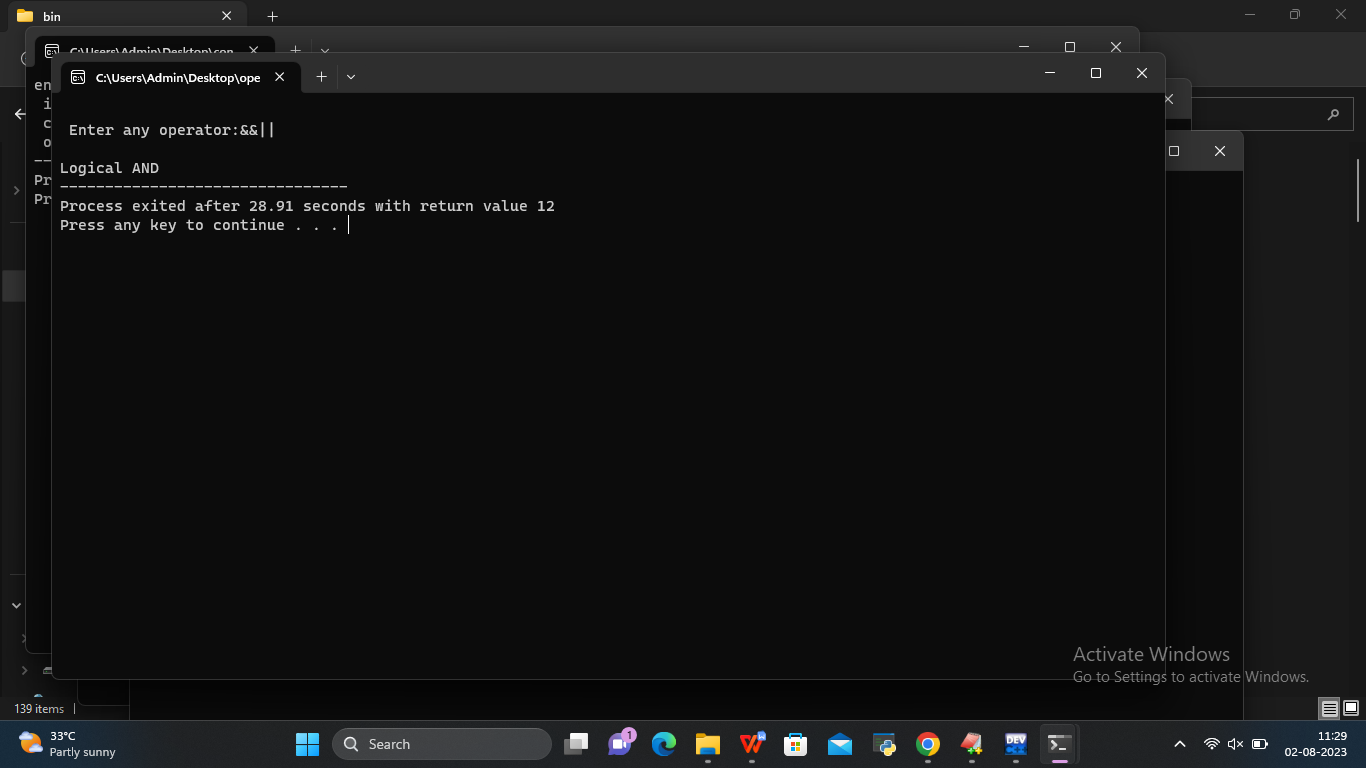 bin
C:\Users\Admin\Desktop\con
C:\Users\Admin\Desktop\ope
en
i
c
o
--
Pr
Pr
Enter any operator:&&||
Logical AND
--------------------------------
Process exited after 28.91 seconds with return value 12
Press any key to continue . . .
Activate Windows
Go to Settings to activate Windows.
139 items
33°C
Partly sunny
Search
1
DEV
11:29
02-08-2023